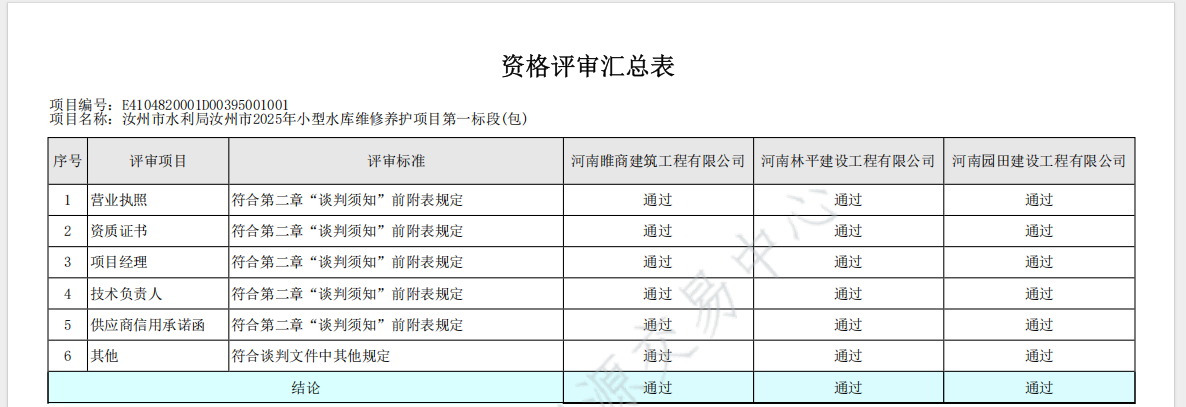 资格评审汇总表
项目编号：E4104820001D00395001001
项目名称：汝州市水利局汝州市2025年小型水库维修养护项目第一标段(包)
序号 评审项目 评审标准 河南睢商建筑工程有限公司 河南林平建设工程有限公司 河南园田建设工程有限公司
1 营业执照 符合第二章“谈判须知”前附表规定 通过 通过 通过
2 资质证书 符合第二章“谈判须知”前附表规定 通过 通过 通过
3 项目经理 符合第二章“谈判须知”前附表规定 通过 通过 通过
4 技术负责人 符合第二章“谈判须知”前附表规定 通过 通过 通过
5 供应商信用承诺函 符合第二章“谈判须知”前附表规定 通过 通过 通过
6 其他 符合谈判文件中其他规定 通过 通过 通过
结论 通过 通过 通过
源交易中心